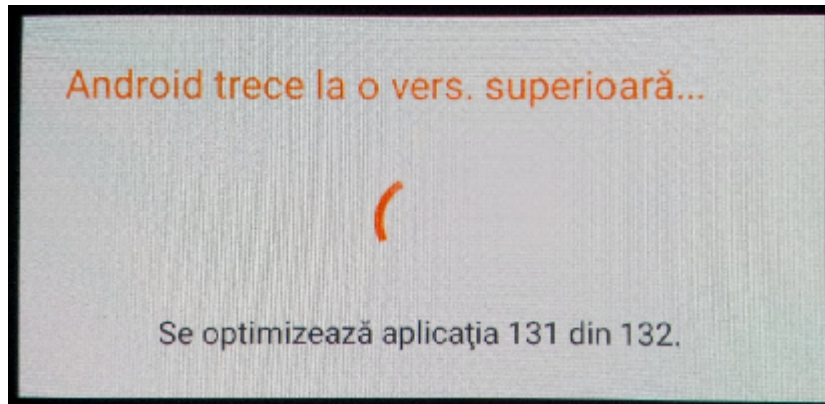 Android trece la o vers. superioară...
Se optimizează aplicaţia 131 din 132.